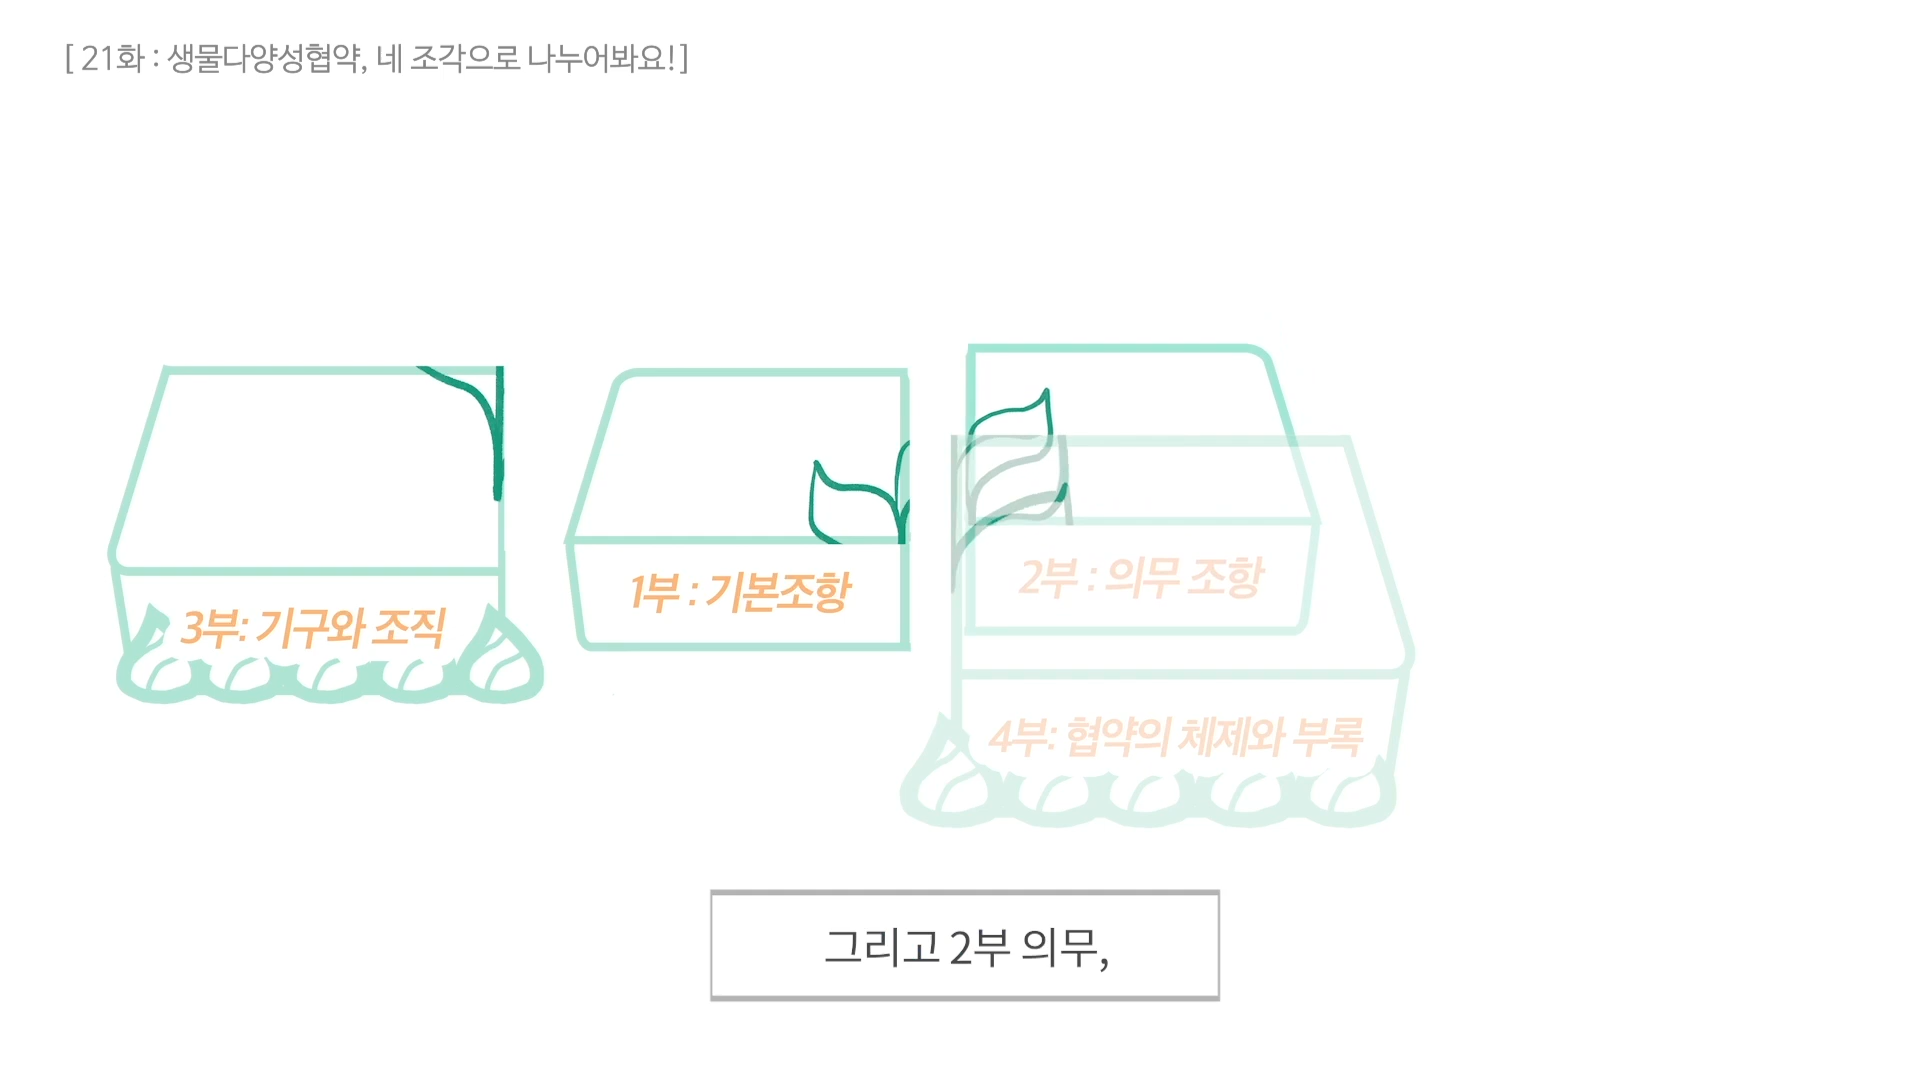 [ 21화 : 생물다양성협약, 네 조각으로 나누어봐요! ]
3부: 기구와 조직
1부 : 기본조항
2부 : 의무 조항
4부: 협약의 체제와 부록
그리고 2부 의무,